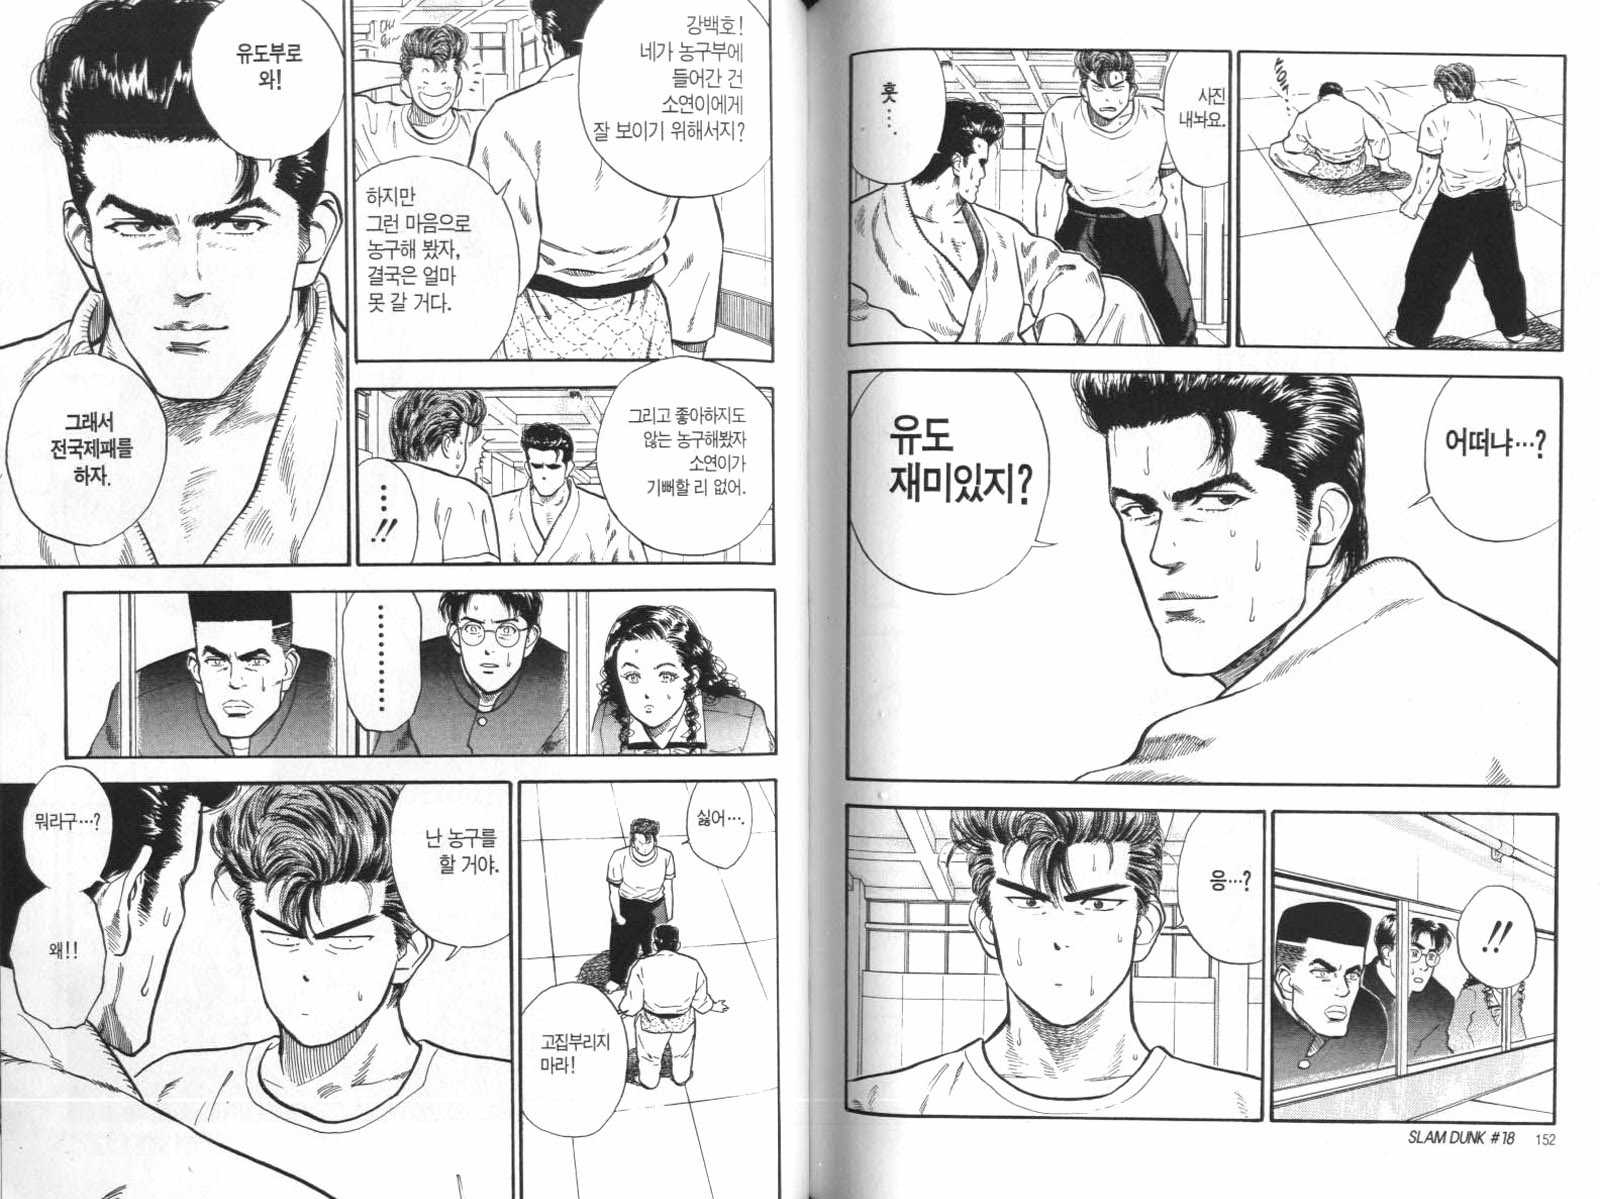 사진
내놔요.
훗….
어떠냐…?
유도
재미있지?
!!
응…?
SLAM DUNK #18 152
강백호!
네가 농구부에
들어간 건
소연이에게
잘 보이기 위해서지?
하지만
그런 마음으로
농구해 봤자,
결국은 얼마
못 갈 거다.
그리고 좋아하지도
않는 농구해봤자
소연이가
기뻐할 리 없어.
…!!
유도부로
와!
그래서
전국제패를
하자.
…………
싫어….
고집부리지
마라!
난 농구를
할 거야.
뭐라구…?
왜!!